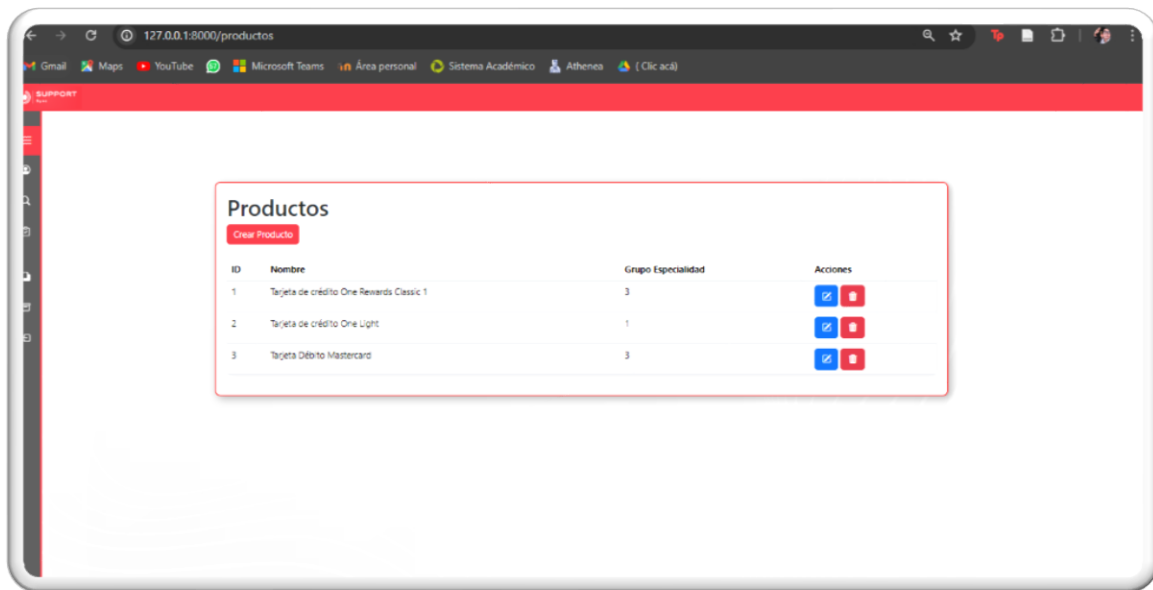 127.0.0.1:8000/productos
Tp
Gmail Maps YouTube Microsoft Teams Área personal Sistema Académico Athenea ( Clic acá)
SUPPORT
Productos
Crear Producto
ID Nombre Grupo Especialidad Acciones
1 Tarjeta de crédito One Rewards Classic 1 3
2 Tarjeta de crédito One Light 1
3 Tarjeta Débito Mastercard 3